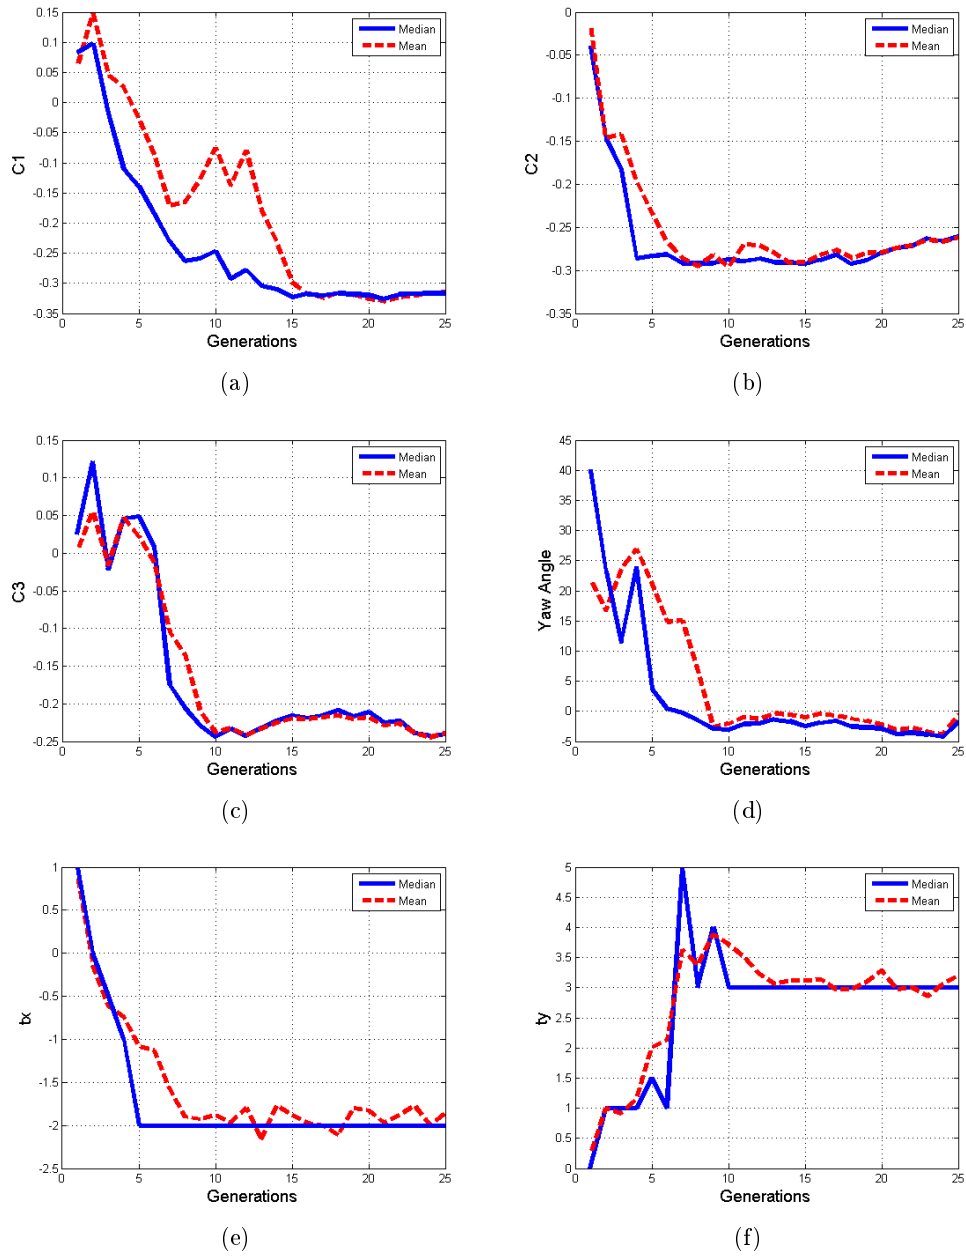 0.15
0.1
0.05
0
-0.05
-0.1
-0.15
-0.2
-0.25
-0.3
-0.35
C1
0 5 10 15 20 25
Generations
Median
Mean
(a)
0
-0.05
-0.1
-0.15
-0.2
-0.25
-0.3
-0.35
C2
0 5 10 15 20 25
Generations
Median
Mean
(b)
0.15
0.1
0.05
0
-0.05
-0.1
-0.15
-0.2
-0.25
C3
0 5 10 15 20 25
Generations
Median
Mean
(c)
45
40
35
30
25
20
15
10
5
0
-5
Yaw Angle
0 5 10 15 20 25
Generations
Median
Mean
(d)
1
0.5
0
-0.5
-1
-1.5
-2
-2.5
tx
0 5 10 15 20 25
Generations
Median
Mean
(e)
5
4.5
4
3.5
3
2.5
2
1.5
1
0.5
0
ty
0 5 10 15 20 25
Generations
Median
Mean
(f)